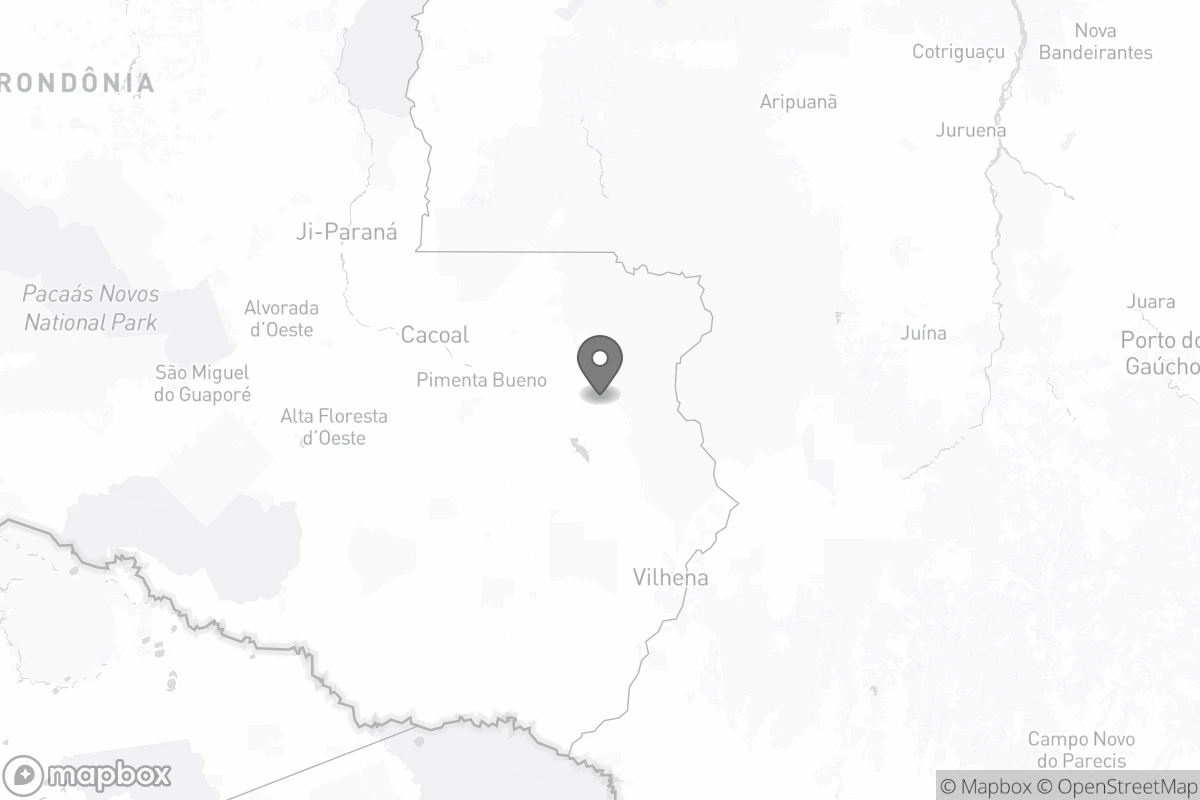 Nova
Bandeirantes
Cotriguaçu
RONDÔNIA
Aripuanã
Juruena
Ji-Paraná
Pacaás Novos
National Park
Alvorada
d'Oeste
Juara
Cacoal
Juína
Porto do
Gaúcho
São Miguel
do Guaporé
Pimenta Bueno
Alta Floresta
d'Oeste
Vilhena
Campo Novo
do Parecis
mapbox
© Mapbox © OpenStreetMap